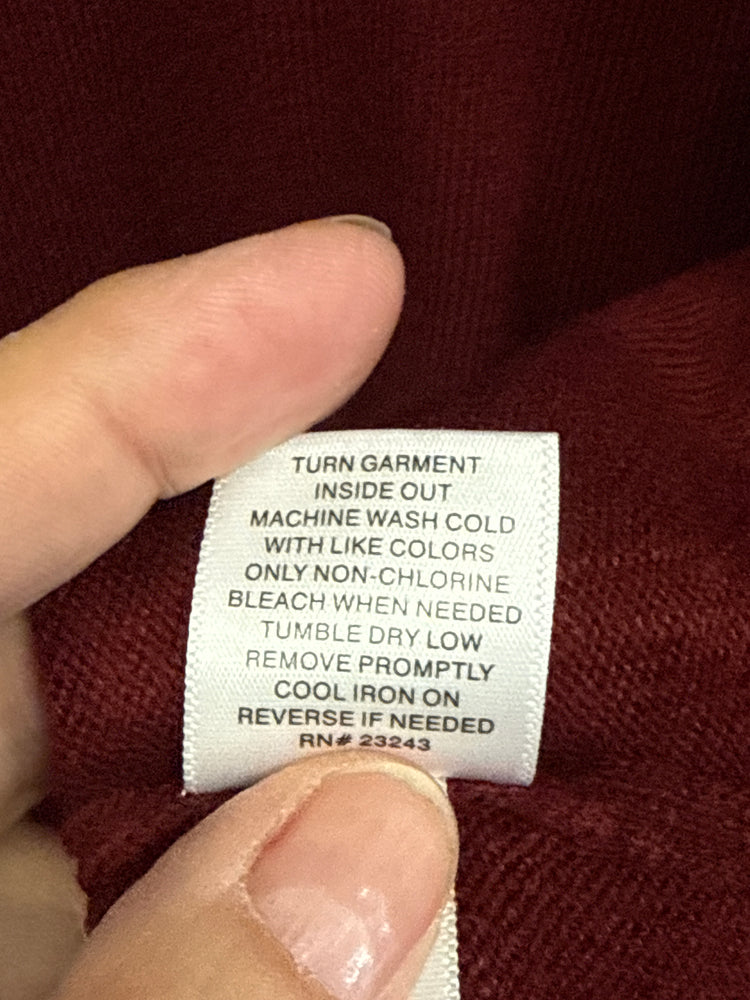 TURN GARMENT
INSIDE OUT
MACHINE WASH COLD
WITH LIKE COLORS
ONLY NON-CHLORINE
BLEACH WHEN NEEDED
TUMBLE DRY LOW
REMOVE PROMPTLY
COOL IRON ON
REVERSE IF NEEDED
RN# 23243